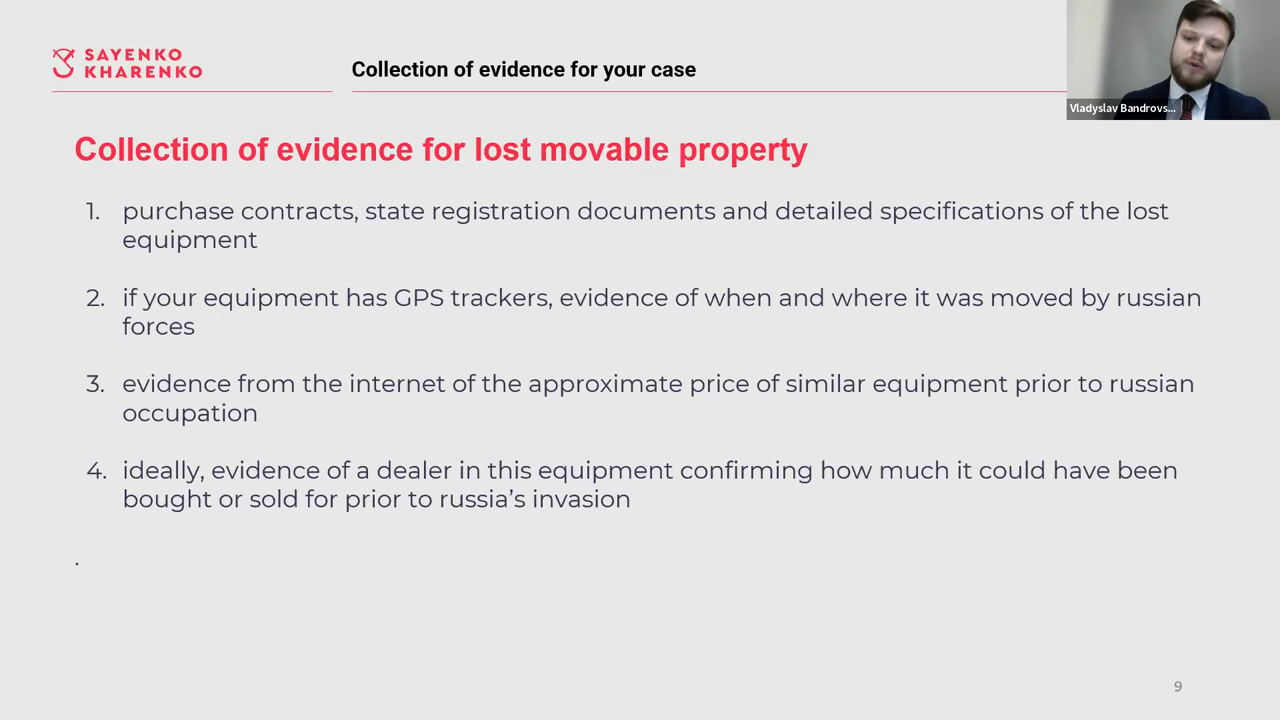 SAYENKO
KHARENKO
Collection of evidence for your case
Vladyslav Bandrovs...
Collection of evidence for lost movable property
1. purchase contracts, state registration documents and detailed specifications of the lost
equipment
2. if your equipment has GPS trackers, evidence of when and where it was moved by russian
forces
3. evidence from the internet of the approximate price of similar equipment prior to russian
occupation
4. ideally, evidence of a dealer in this equipment confirming how much it could have been
bought or sold for prior to russia’s invasion
.
9